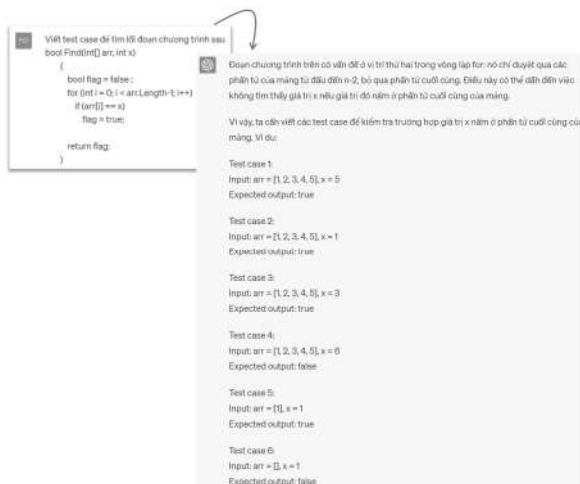 Viết test case để tìm lỗi đoạn chương trình sau
bool Find(int[] arr, int x)
{
bool flag = false ;
for (int i = 0; i < arr.Length-1; i++)
if (arr[i] == x)
flag = true;
return flag;
}
Đoạn chương trình trên có vấn đề ở vị trí thứ hai trong vòng lặp for: nó chỉ duyệt qua các
phần tử của mảng từ đầu đến n-2, bỏ qua phần tử cuối cùng. Điều này có thể dẫn đến việc
không tìm thấy giá trị x nếu giá trị đó nằm ở phần tử cuối cùng của mảng.
Vì vậy, ta cần viết các test case để kiểm tra trường hợp giá trị x nằm ở phần tử cuối cùng của
mảng. Ví dụ:
Test case 1:
Input: arr = [1, 2, 3, 4, 5], x = 5
Expected output: true
Test case 2:
Input: arr = [1, 2, 3, 4, 5], x = 1
Expected output: true
Test case 3:
Input: arr = [1, 2, 3, 4, 5], x = 3
Expected output: true
Test case 4:
Input: arr = [1, 2, 3, 4, 5], x = 6
Expected output: false
Test case 5:
Input: arr = [1], x = 1
Expected output: true
Test case 6:
Input: arr = [], x = 1
Expected output: false